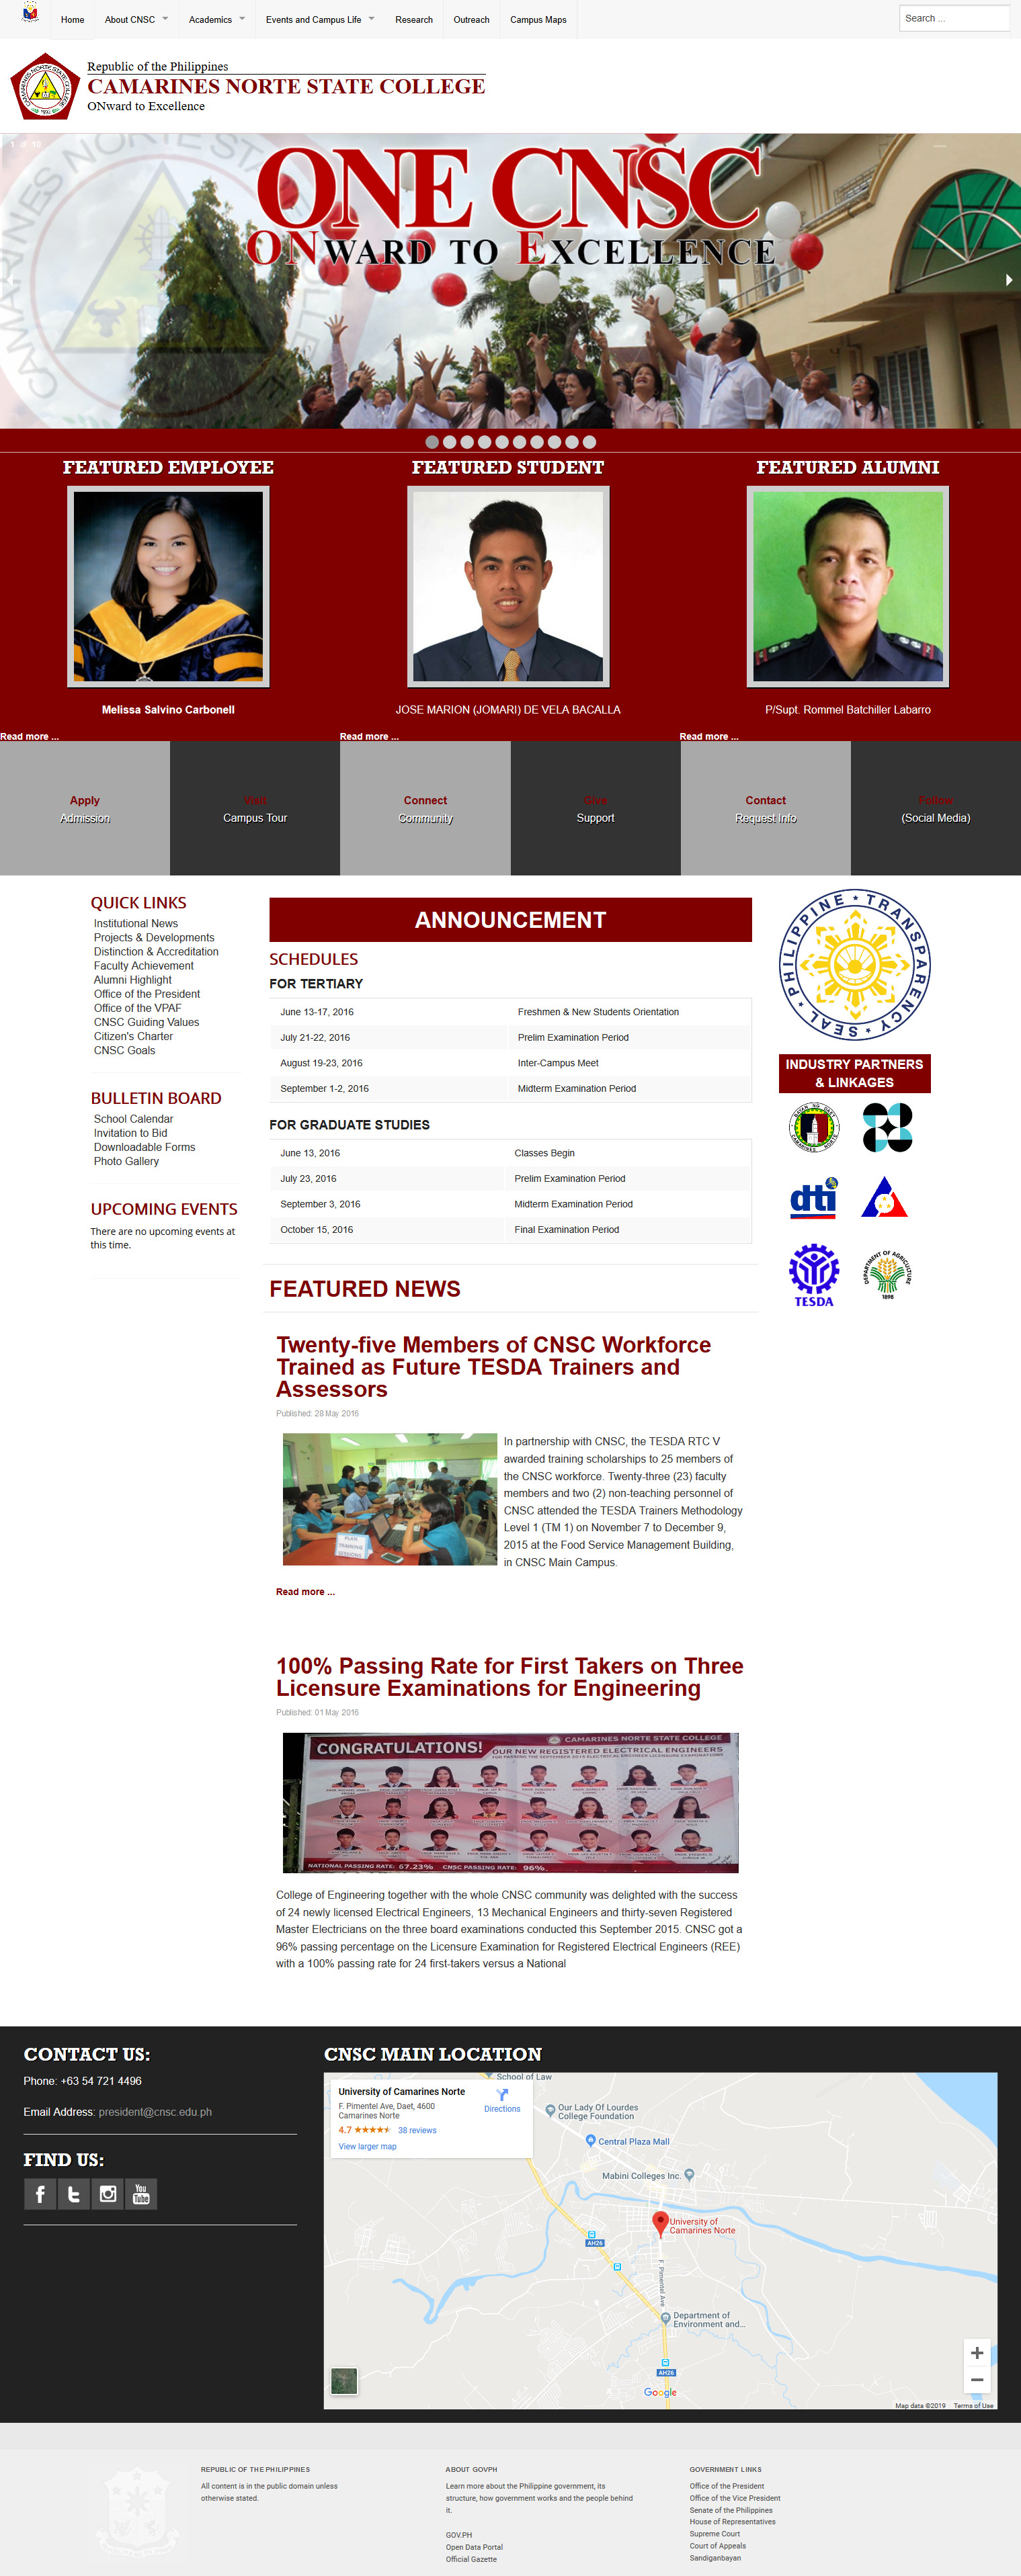 Home
About CNSC
Academics
Events and Campus Life
Research
Outreach
Campus Maps
Search ...
Republic of the Philippines
CAMARINES NORTE STATE COLLEGE
ONward to Excellence
1 of 10
ONE CNSC
ONWARD TO EXCELLENCE
FEATURED EMPLOYEE
FEATURED STUDENT
FEATURED ALUMNI
Melissa Salvino Carbonell
JOSE MARION (JOMARI) DE VELA BACALLA
P/Supt. Rommel Batchiller Labarro
Read more ...
Read more ...
Read more ...
Apply
Admission
Visit
Campus Tour
Connect
Community
Give
Support
Contact
Request Info
Follow
(Social Media)
QUICK LINKS
Institutional News
Projects & Developments
Distinction & Accreditation
Faculty Achievement
Alumni Highlight
Office of the President
Office of the VPAF
CNSC Guiding Values
Citizen's Charter
CNSC Goals
BULLETIN BOARD
School Calendar
Invitation to Bid
Downloadable Forms
Photo Gallery
UPCOMING EVENTS
There are no upcoming events at
this time.
ANNOUNCEMENT
SCHEDULES
FOR TERTIARY
June 13-17, 2016 Freshmen & New Students Orientation
July 21-22, 2016 Prelim Examination Period
August 19-23, 2016 Inter-Campus Meet
September 1-2, 2016 Midterm Examination Period
FOR GRADUATE STUDIES
June 13, 2016 Classes Begin
July 23, 2016 Prelim Examination Period
September 3, 2016 Midterm Examination Period
October 15, 2016 Final Examination Period
PHILIPPINE TRANSPARENCY SEAL
INDUSTRY PARTNERS
& LINKAGES
dti
TESDA
DEPARTMENT OF AGRICULTURE
1898
FEATURED NEWS
Twenty-five Members of CNSC Workforce
Trained as Future TESDA Trainers and
Assessors
Published: 28 May 2016
PLAN
TRAINING
SESSIONS
In partnership with CNSC, the TESDA RTC V
awarded training scholarships to 25 members of
the CNSC workforce. Twenty-three (23) faculty
members and two (2) non-teaching personnel of
CNSC attended the TESDA Trainers Methodology
Level 1 (TM 1) on November 7 to December 9,
2015 at the Food Service Management Building,
in CNSC Main Campus.
Read more ...
100% Passing Rate for First Takers on Three
Licensure Examinations for Engineering
Published: 01 May 2016
CAMARINES NORTE STATE COLLEGE
CONGRATULATIONS!
OUR NEW REGISTERED ELECTRICAL ENGINEERS
FOR PASSING THE SEPTEMBER 2015 ELECTRICAL ENGINEER LICENSURE EXAMINATIONS
NATIONAL PASSING RATE: 67.23% CNSC PASSING RATE: 96%
College of Engineering together with the whole CNSC community was delighted with the success
of 24 newly licensed Electrical Engineers, 13 Mechanical Engineers and thirty-seven Registered
Master Electricians on the three board examinations conducted this September 2015. CNSC got a
96% passing percentage on the Licensure Examination for Registered Electrical Engineers (REE)
with a 100% passing rate for 24 first-takers versus a National
CONTACT US:
Phone: +63 54 721 4496
Email Address: president@cnsc.edu.ph
FIND US:
You
Tube
CNSC MAIN LOCATION
School of Law
University of Camarines Norte
F. Pimentel Ave, Daet, 4600
Camarines Norte
4.7
38 reviews
View larger map
Directions
Our Lady Of Lourdes
College Foundation
Central Plaza Mall
Mabini Colleges Inc.
University of
Camarines Norte
AH26
F. Pimentel Ave
Department of
Environment and...
AH26
Google
Map data ©2019
Terms of Use
REPUBLIC OF THE PHILIPPINES
All content is in the public domain unless
otherwise stated.
ABOUT GOVPH
Learn more about the Philippine government, its
structure, how government works and the people behind
it.
GOV.PH
Open Data Portal
Official Gazette
GOVERNMENT LINKS
Office of the President
Office of the Vice President
Senate of the Philippines
House of Representatives
Supreme Court
Court of Appeals
Sandiganbayan